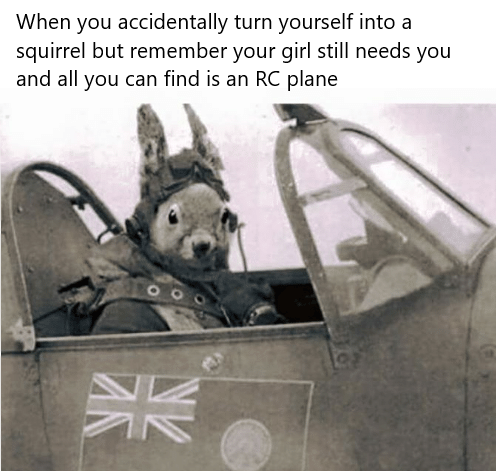 When you accidentally turn yourself into a
squirrel but remember your girl still needs you
and all you can find is an RC plane